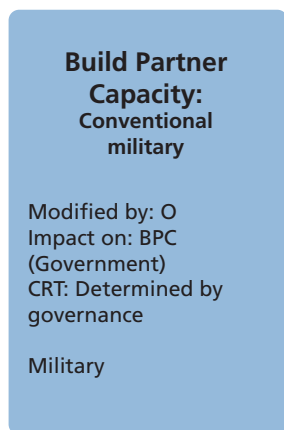 Build Partner
Capacity:
Conventional
military
Modified by: O
Impact on: BPC
(Government)
CRT: Determined by
governance
Military